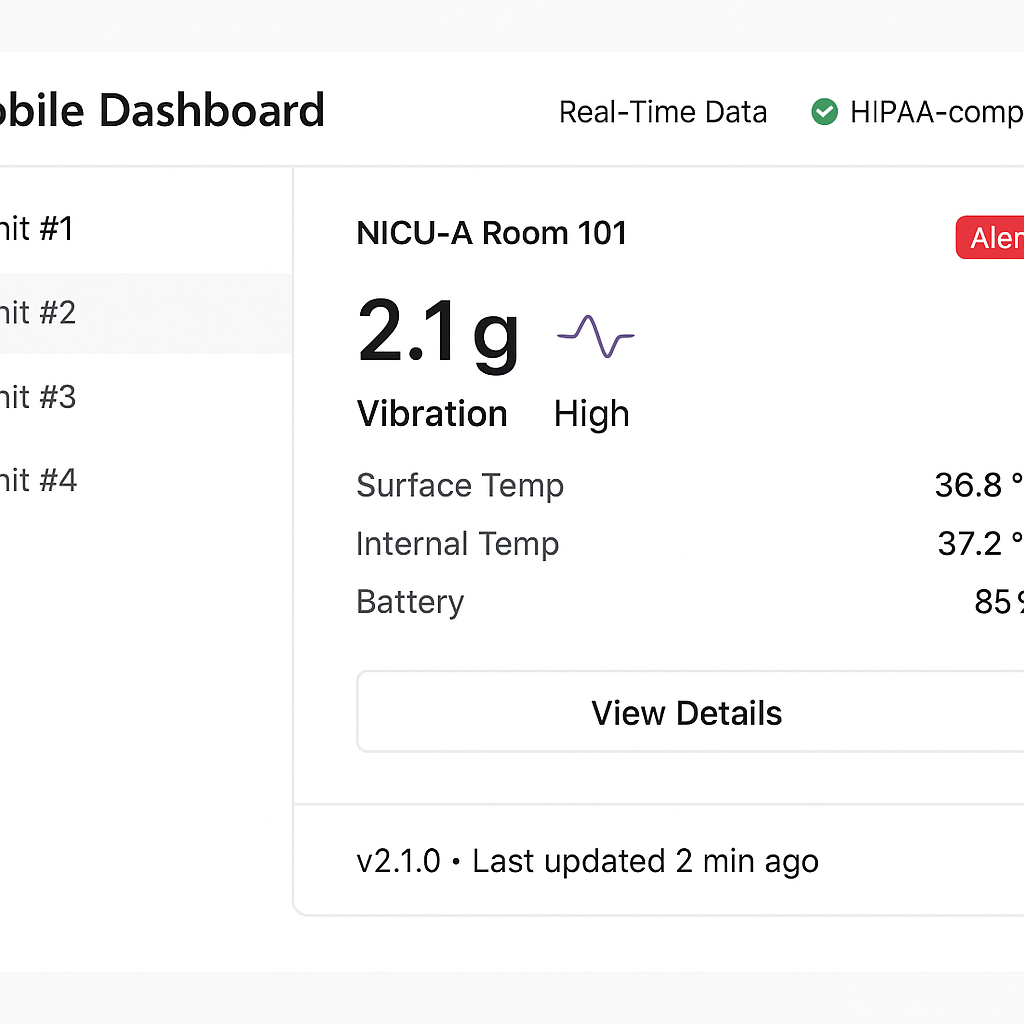 obile Dashboard
Real-Time Data
HIPAA-comp
nit #1
nit #2
nit #3
nit #4
NICU-A Room 101
Aler
2.1 g
Vibration High
Surface Temp 36.8 °
Internal Temp 37.2 °
Battery 85 %
View Details
v2.1.0 • Last updated 2 min ago